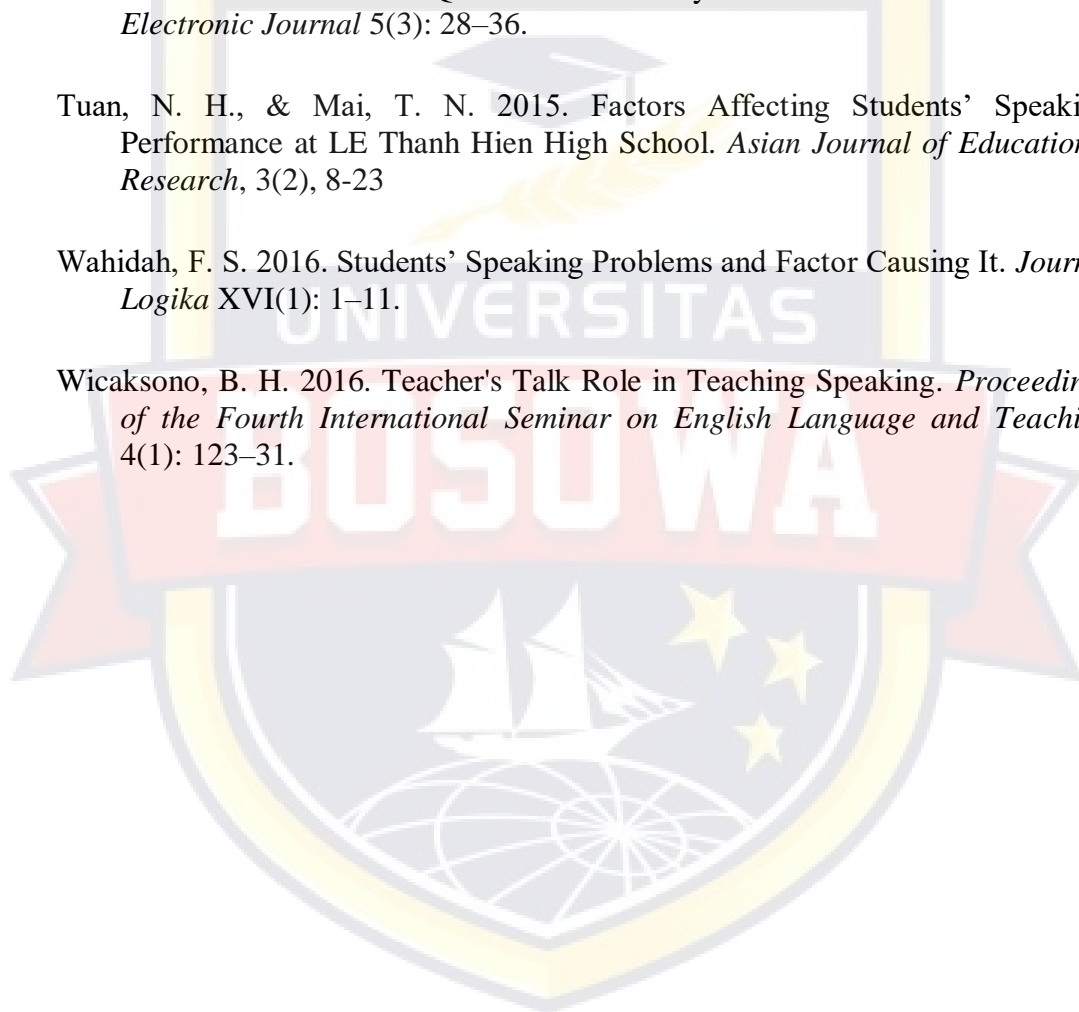 Electronic Journal 5(3): 28–36.
Tuan, N. H., & Mai, T. N. 2015. Factors Affecting Students’ Speaki
Performance at LE Thanh Hien High School. Asian Journal of Education
Research, 3(2), 8-23
Wahidah, F. S. 2016. Students’ Speaking Problems and Factor Causing It. Journ
Logika XVI(1): 1–11.
UNIVERSITAS
Wicaksono, B. H. 2016. Teacher's Talk Role in Teaching Speaking. Proceedin
of the Fourth International Seminar on English Language and Teachi
4(1): 123–31.
BOSOWA